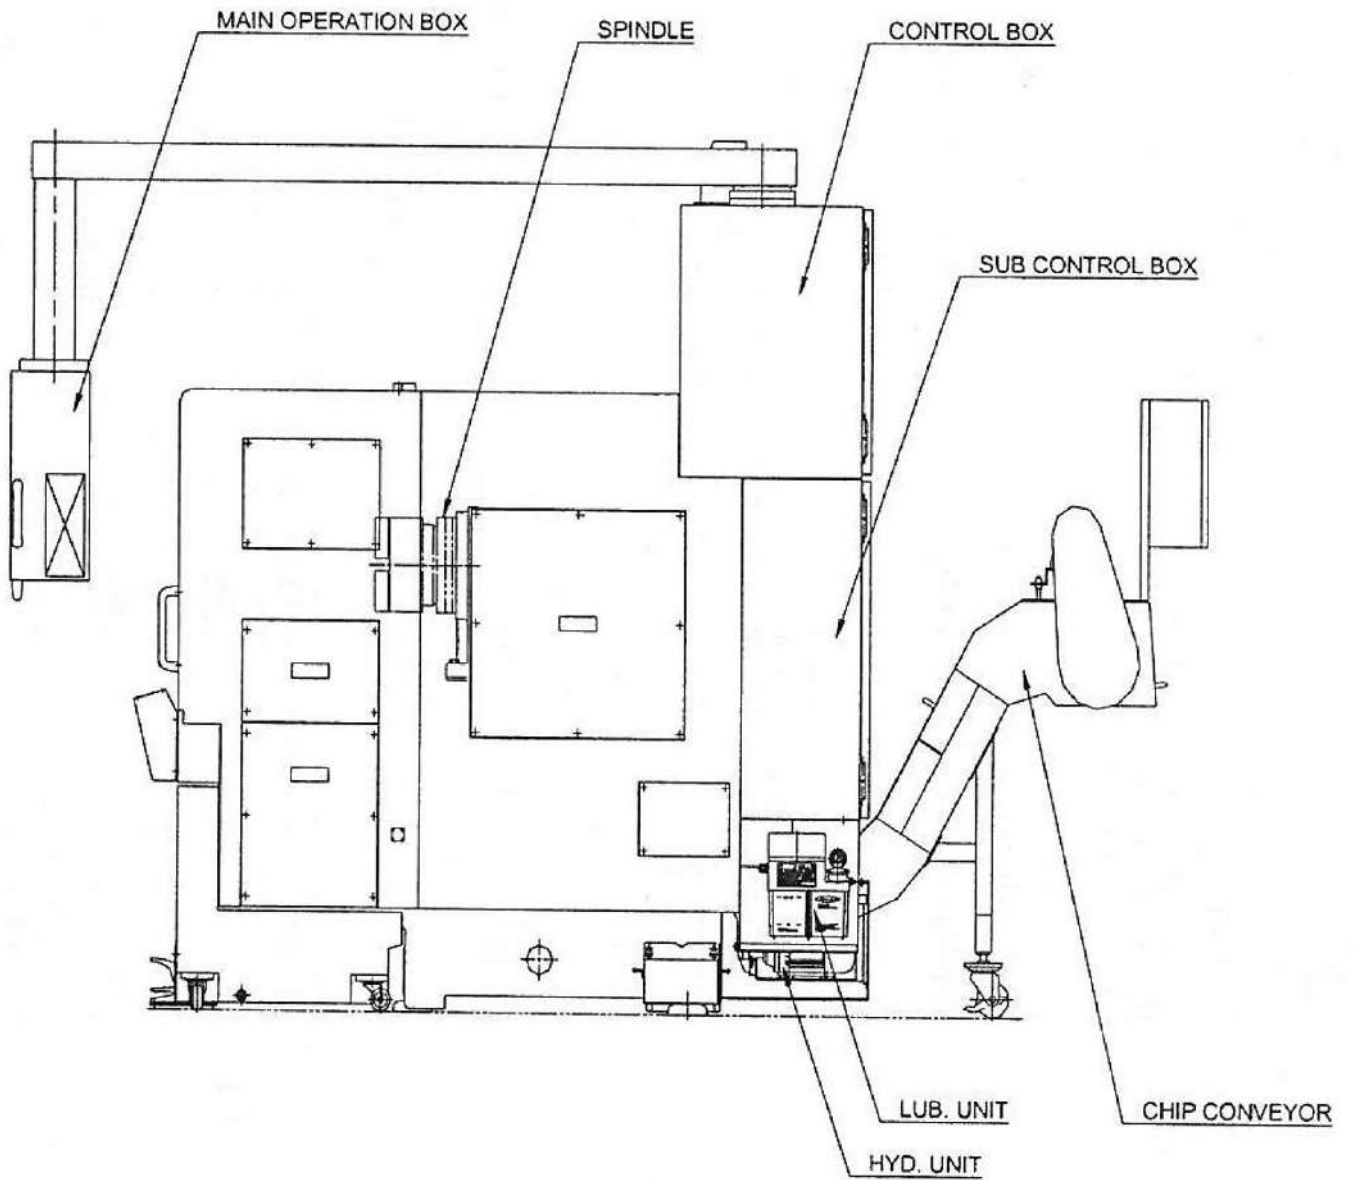 MAIN OPERATION BOX
SPINDLE
CONTROL BOX
SUB CONTROL BOX
LUB. UNIT
CHIP CONVEYOR
HYD. UNIT